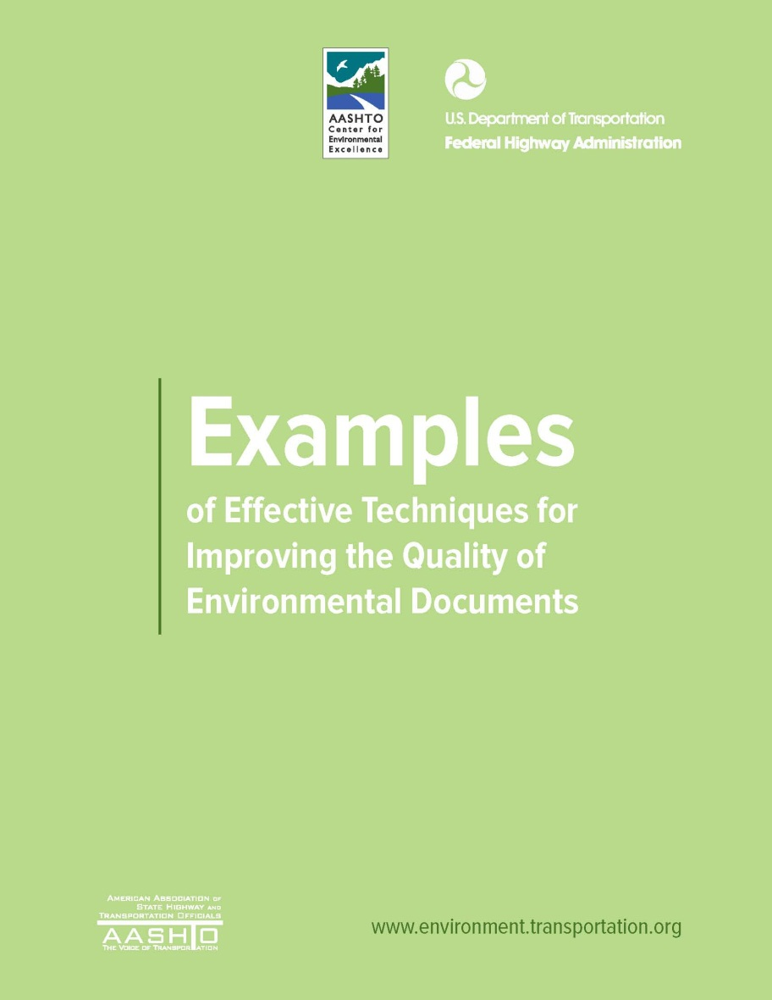 AASHTO
Center for
Environmental
Excellence
U.S. Department of Transportation
Federal Highway Administration
Examples
of Effective Techniques for
Improving the Quality of
Environmental Documents
American Association of
State Highway and
Transportation Officials
AASHTO
The Voice of Transportation
www.environment.transportation.org